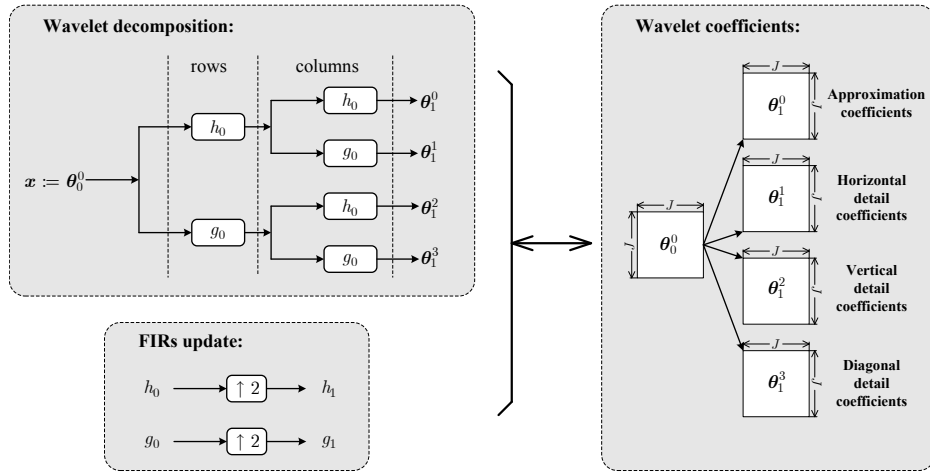 Wavelet decomposition:
rows
columns
x := θ₀⁰
h₀
g₀
h₀
g₀
h₀
g₀
θ₁⁰
θ₁¹
θ₁²
θ₁³
FIRs update:
h₀ ↑ 2 h₁
g₀ ↑ 2 g₁
Wavelet coefficients:
J
J
θ₀⁰
J
J
θ₁⁰
Approximation
coefficients
J
J
θ₁¹
Horizontal
detail
coefficients
J
J
θ₁²
Vertical
detail
coefficients
J
J
θ₁³
Diagonal
detail
coefficients